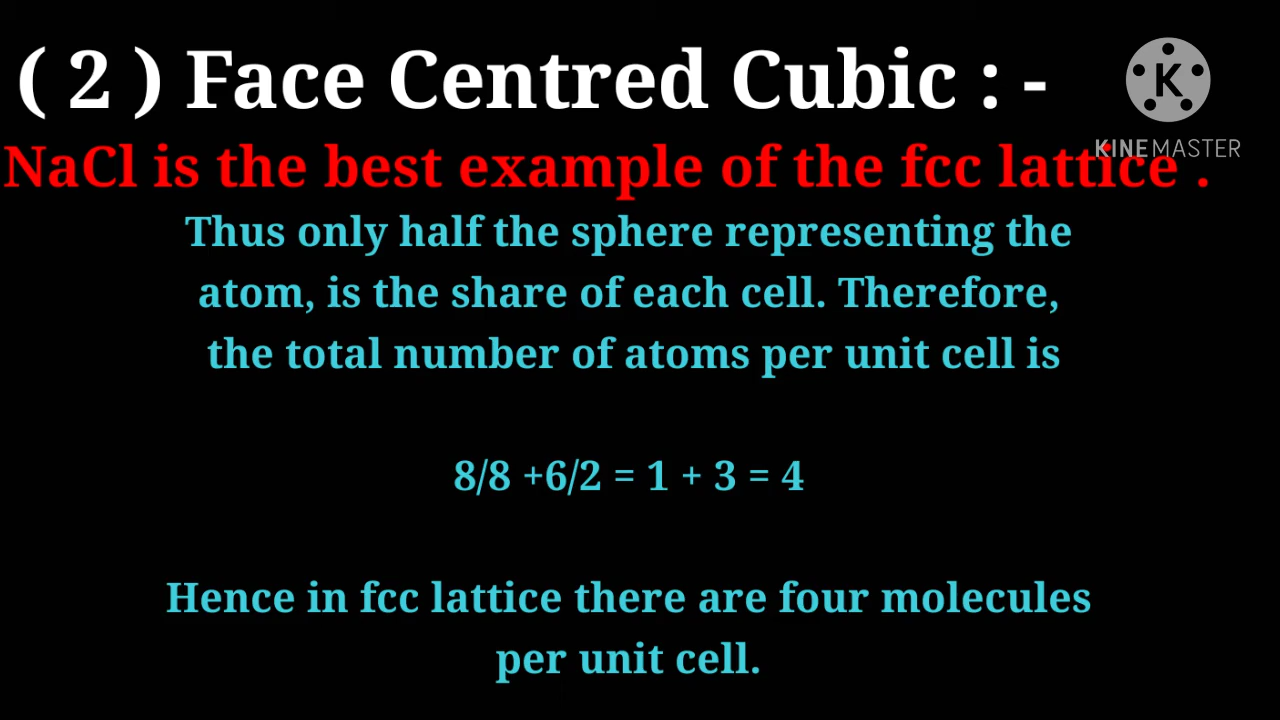 ( 2 ) Face Centred Cubic : -
K
KINEMASTER
NaCl is the best example of the fcc lattice .
Thus only half the sphere representing the
atom, is the share of each cell. Therefore,
the total number of atoms per unit cell is
8/8 +6/2 = 1 + 3 = 4
Hence in fcc lattice there are four molecules
per unit cell.